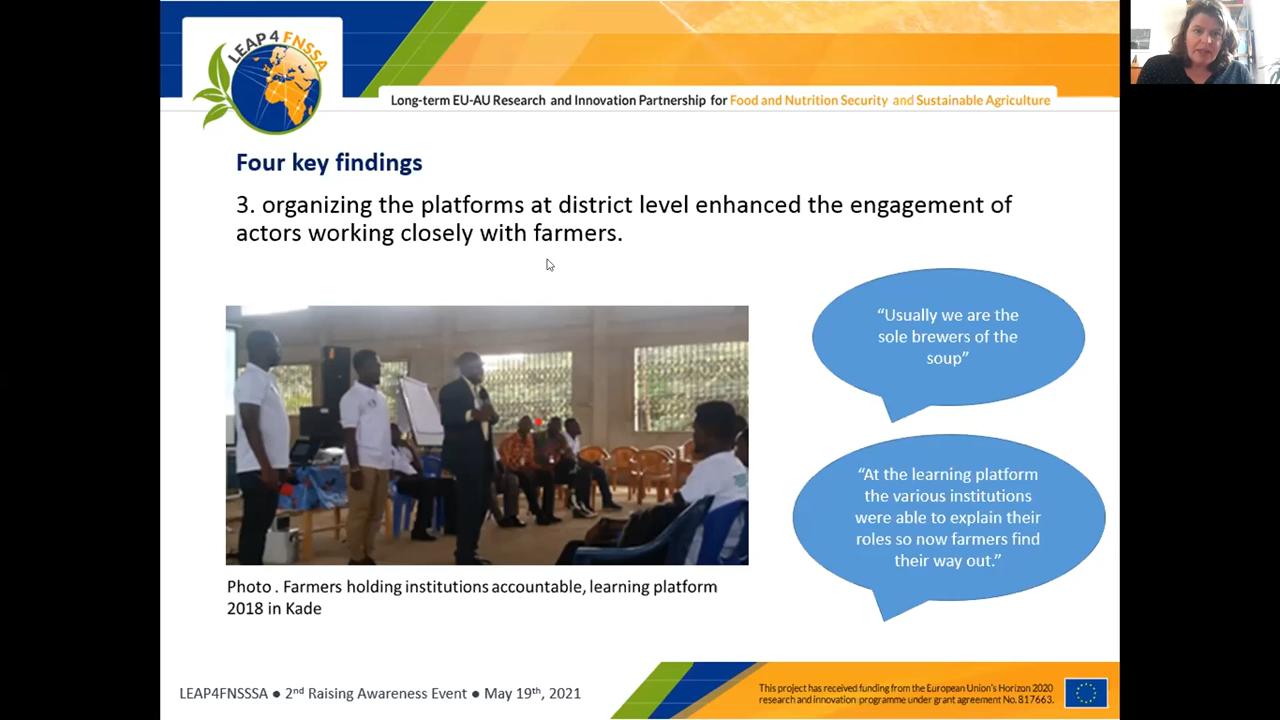 LEAP4FNSSA
Long-term EU-AU Research and Innovation Partnership for Food and Nutrition Security and Sustainable Agriculture
Four key findings
3. organizing the platforms at district level enhanced the engagement of
actors working closely with farmers.
“Usually we are the
sole brewers of the
soup”
“At the learning platform
the various institutions
were able to explain their
roles so now farmers find
their way out.”
Photo . Farmers holding institutions accountable, learning platform
2018 in Kade
LEAP4FNSSSA ● 2nd Raising Awareness Event ● May 19th, 2021
This project has received funding from the European Union's Horizon 2020
research and innovation programme under grant agreement No.817663.